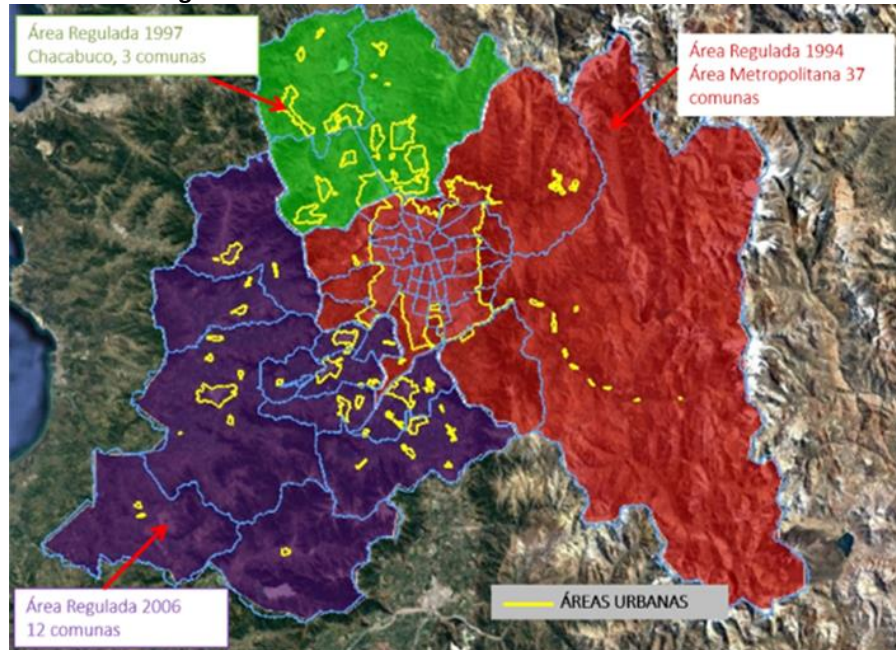 Área Regulada 1997
Chacabuco, 3 comunas
Área Regulada 1994
Área Metropolitana 37
comunas
Área Regulada 2006
12 comunas
ÁREAS URBANAS